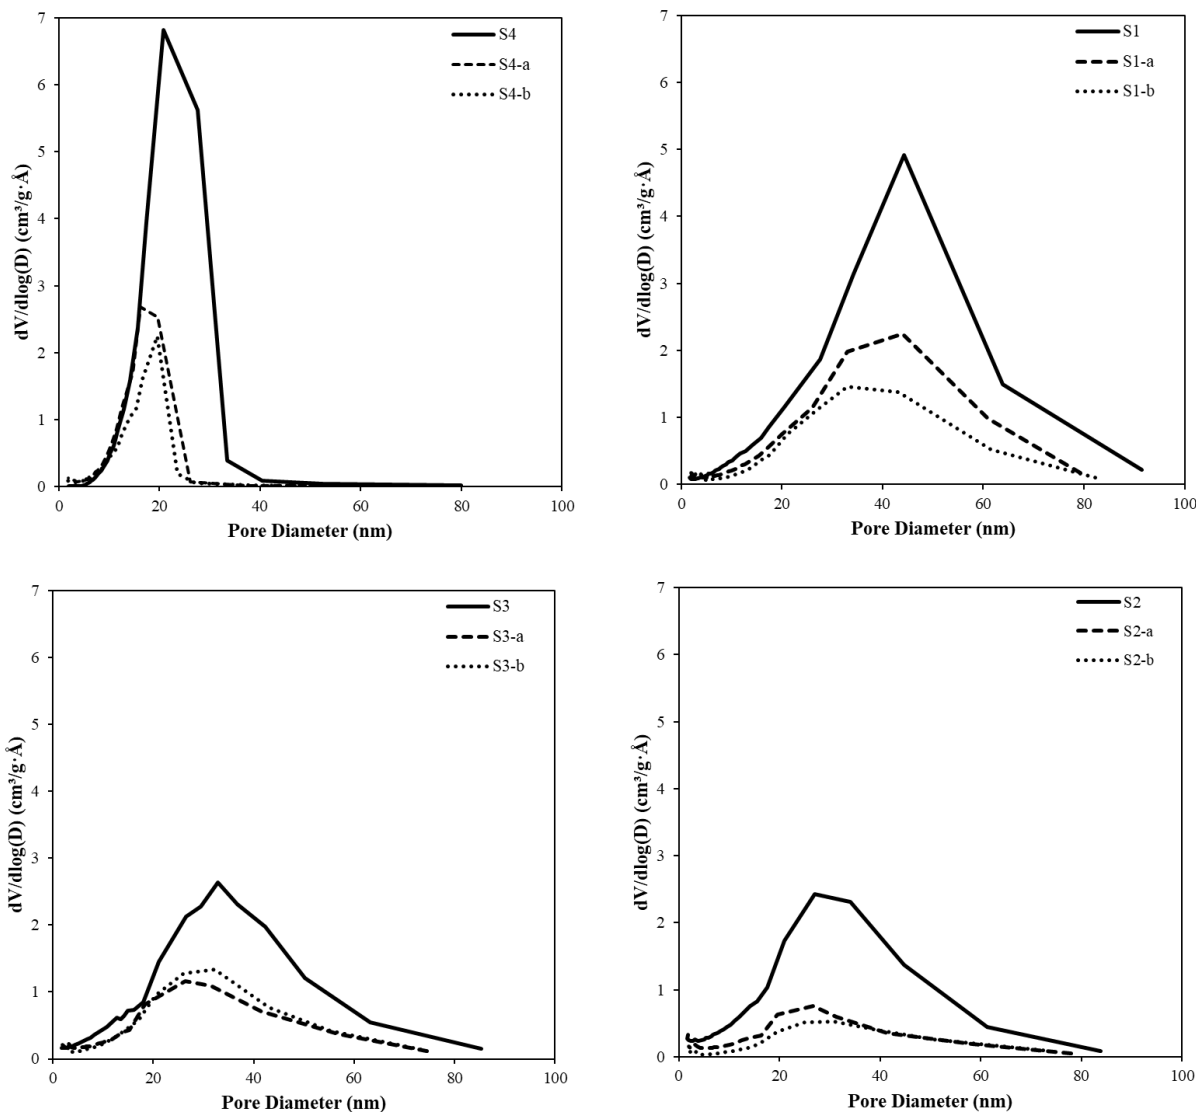 7
6
5
4
3
2
1
0
dV/dlog(D) (cm³/g·Å)
S4
S4-a
S4-b
0 20 40 60 80 100
Pore Diameter (nm)
7
6
5
4
3
2
1
0
dV/dlog(D) (cm³/g·Å)
S1
S1-a
S1-b
0 20 40 60 80 100
Pore Diameter (nm)
7
6
5
4
3
2
1
0
dV/dlog(D) (cm³/g·Å)
S3
S3-a
S3-b
0 20 40 60 80 100
Pore Diameter (nm)
7
6
5
4
3
2
1
0
dV/dlog(D) (cm³/g·Å)
S2
S2-a
S2-b
0 20 40 60 80 100
Pore Diameter (nm)